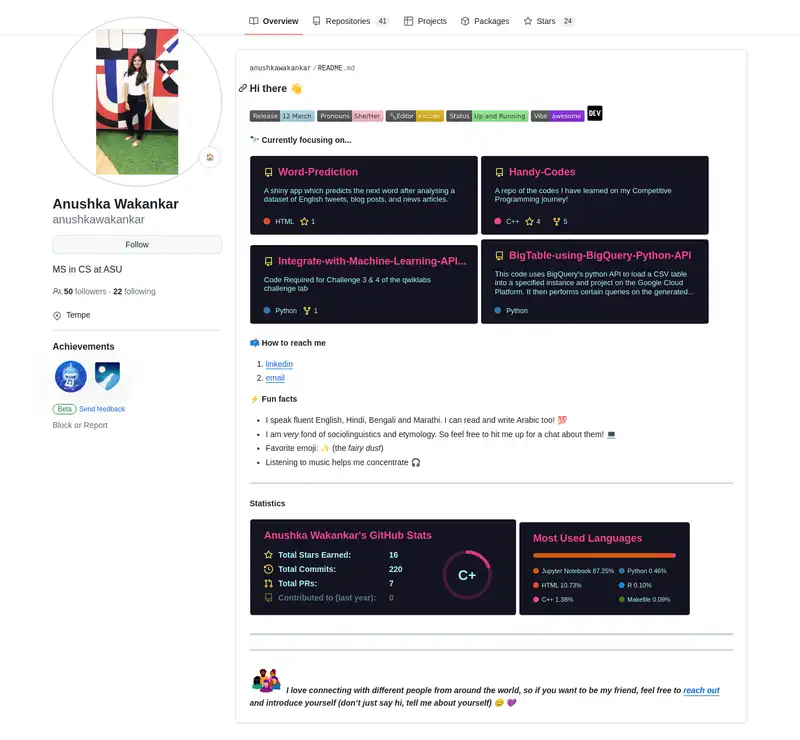 Overview Repositories 41 Projects Packages Stars 24
Anushka Wakankar
anushkawakankar
Follow
MS in CS at ASU
50 followers · 22 following
Tempe
Achievements
Beta Send feedback
Block or Report
anushkawakankar / README.md
Hi there 👋
Release 12 March Pronouns She/Her 🔧Editor vscode Status Up and Running Vibe awesome DEV
🔭 Currently focusing on...
Word-Prediction
A shiny app which predicts the next word after analysing a
dataset of English tweets, blog posts, and news articles.
HTML 1
Handy-Codes
A repo of the codes I have learned on my Competitive
Programming journey!
C++ 4 5
Integrate-with-Machine-Learning-API...
Code Required for Challenge 3 & 4 of the qwiklabs
challenge lab
Python 1
BigTable-using-BigQuery-Python-API
This code uses BigQuery's python API to load a CSV table
into a specified instance and project on the Google Cloud
Platform. It then performs certain queries on the generated...
Python
📫 How to reach me
1. linkedin
2. email
⚡ Fun facts
• I speak fluent English, Hindi, Bengali and Marathi. I can read and write Arabic too! 💯
• I am very fond of sociolinguistics and etymology. So feel free to hit me up for a chat about them! 💻
• Favorite emoji: ✨ (the fairy dust)
• Listening to music helps me concentrate 🎧
Statistics
Anushka Wakankar's GitHub Stats
Total Stars Earned: 16
Total Commits: 220
Total PRs: 7
Contributed to (last year): 0
C+
Most Used Languages
Jupyter Notebook 87.25% Python 0.46%
HTML 10.73% R 0.10%
C++ 1.38% Makefile 0.09%
I love connecting with different people from around the world, so if you want to be my friend, feel free to reach out
and introduce yourself (don't just say hi, tell me about yourself) 😊 💜